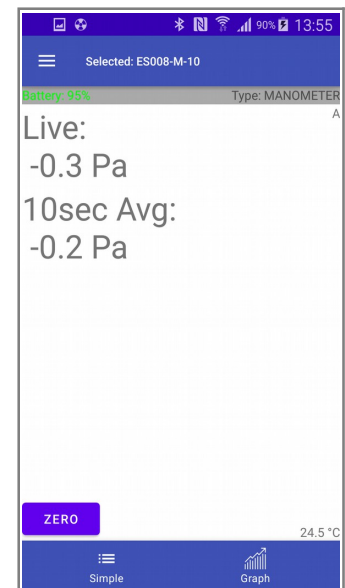 90% 13:55
Selected: ES008-M-10
Battery: 95% Type: MANOMETER
A
Live:
-0.3 Pa
10sec Avg:
-0.2 Pa
ZERO
24.5 °C
Simple Graph